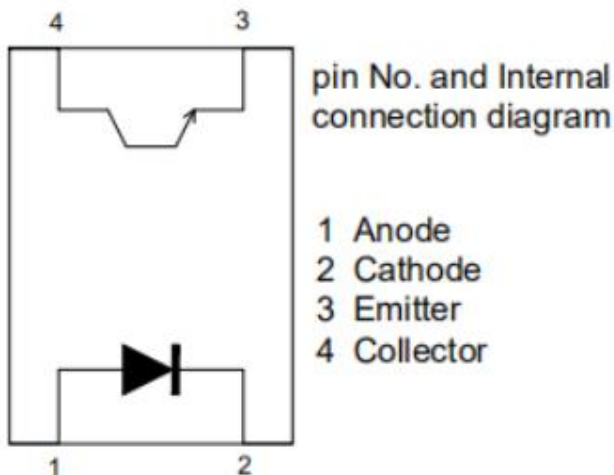 4 3
pin No. and Internal
connection diagram
1 Anode
2 Cathode
3 Emitter
4 Collector
1 2